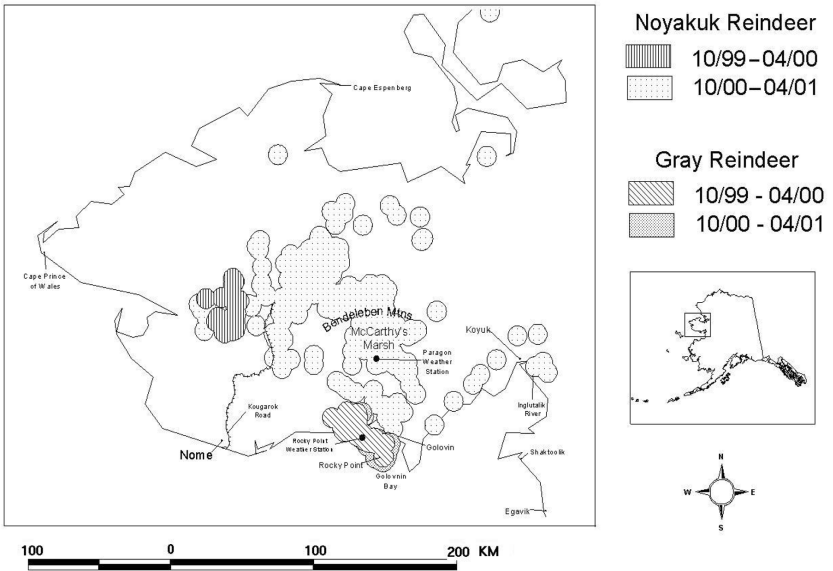 Noyakuk Reindeer
10/99-04/00
10/00-04/01
Gray Reindeer
10/99 - 04/00
10/00 - 04/01
Cape Espenberg
Cape Prince
of Wales
Bendeleben Mtns
McCarthy's
Marsh
Paragon
Weather
Station
Koyuk
Inglutalik
River
Kougarok
Road
Nome
Rocky Point
Weather Station
Rocky Point
Golovin
Golovnin
Bay
Shaktoolik
Egavik
N
W E
S
100 0 100 200 KM